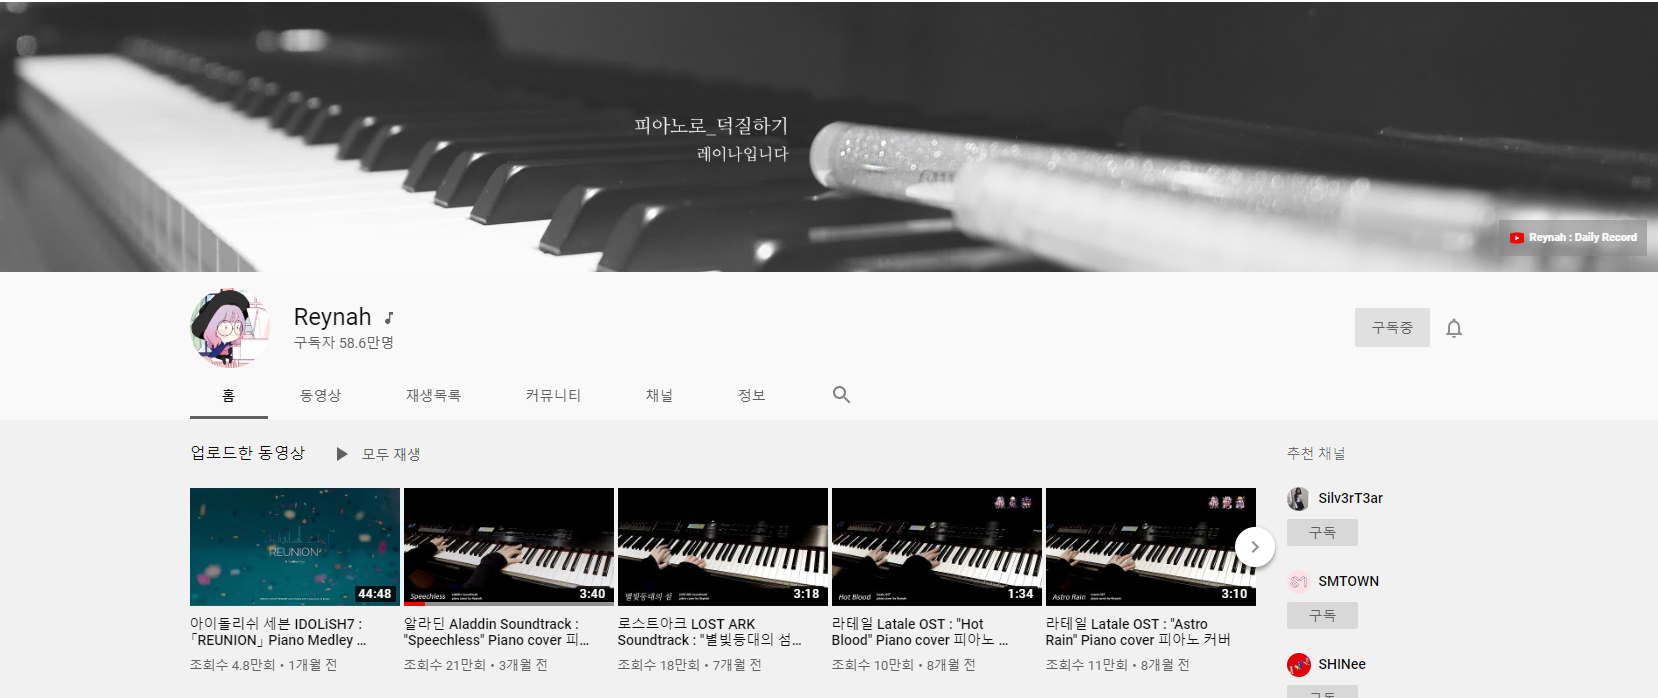 피아노로_덕질하기
레이나입니다
Reynah : Daily Record
Reynah
구독자 58.6만명
구독중
홈
동영상
재생목록
커뮤니티
채널
정보
업로드한 동영상
모두 재생
추천 채널
REUNION
44:48
Speechless
3:40
별빛등대의 섬
3:18
Hot Blood
1:34
Astro Rain
3:10
아이돌리쉬 세븐 IDOLiSH7 :
「REUNION」 Piano Medley ...
조회수 4.8만회 • 1개월 전
알라딘 Aladdin Soundtrack :
"Speechless" Piano cover 피...
조회수 21만회 • 3개월 전
로스트아크 LOST ARK
Soundtrack : "별빛등대의 섬...
조회수 18만회 • 7개월 전
라테일 Latale OST : "Hot
Blood" Piano cover 피아노 ...
조회수 10만회 • 8개월 전
라테일 Latale OST : "Astro
Rain" Piano cover 피아노 커버
조회수 11만회 • 8개월 전
Silv3rT3ar
구독
SMTOWN
구독
SHINee
구독